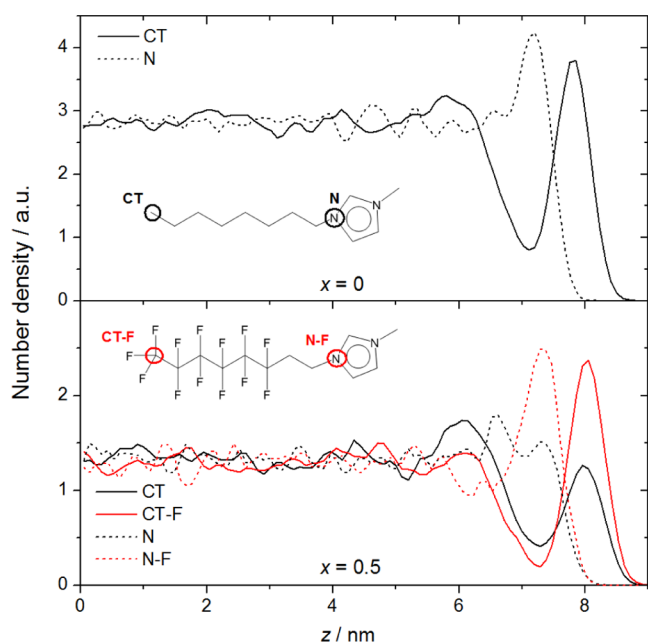 Number density / a.u.
4
3
2
1
0
CT
N
CT
N
N
N
x = 0
2
1
0
F F F F F
F
F F F F F F F
CT-F
N-F
N
N
CT
CT-F
N
N-F
x = 0.5
0 2 4 6 8
z / nm